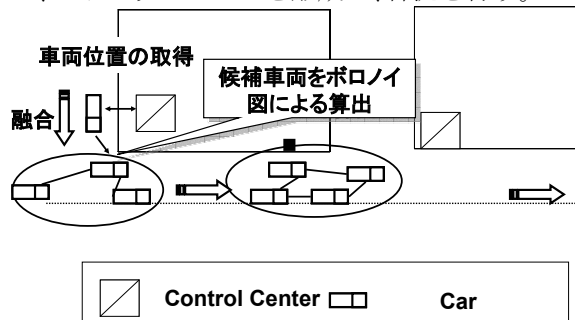 車両位置の取得
候補車両をボロノイ
図による算出
融合
Control Center
Car